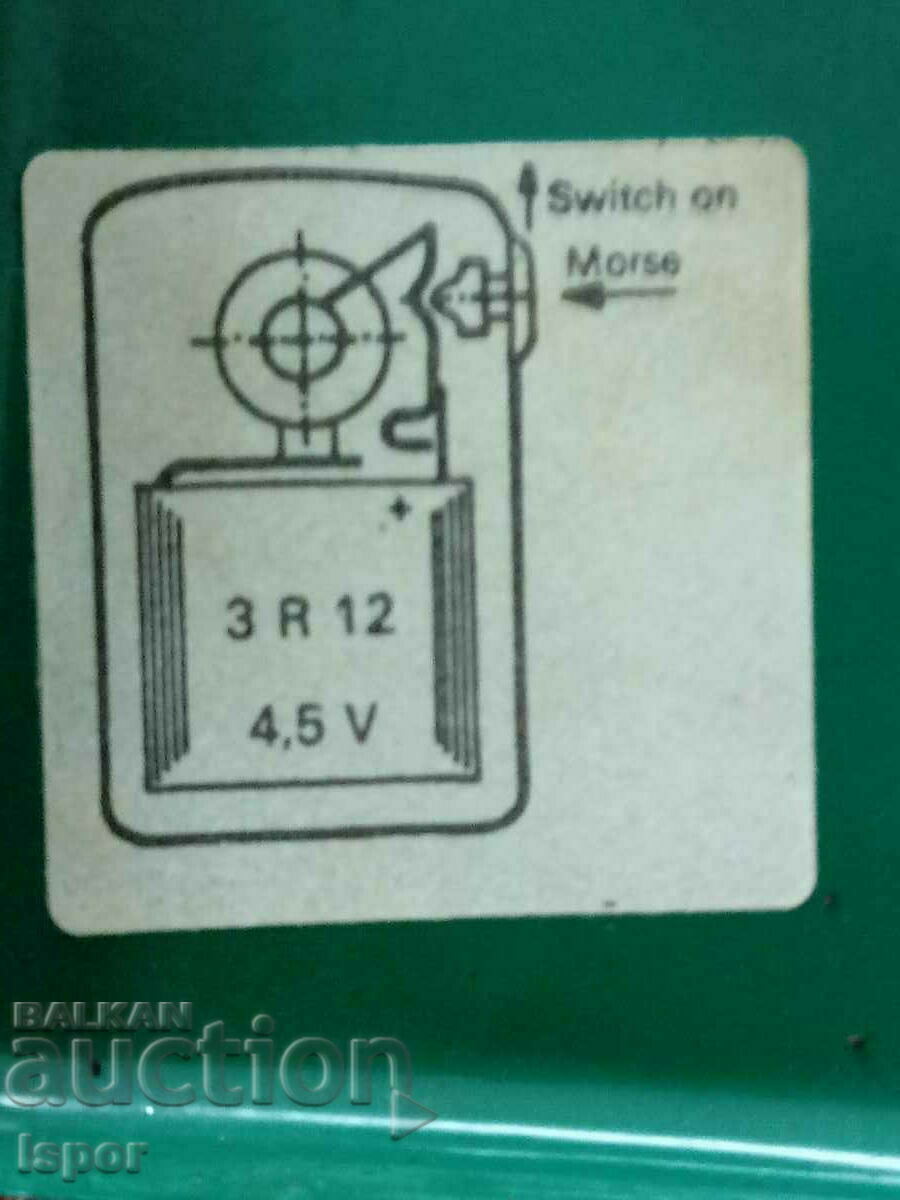 Switch on
Morse
+
3 R 12
4,5 V
BALKAN
auction
Ispor